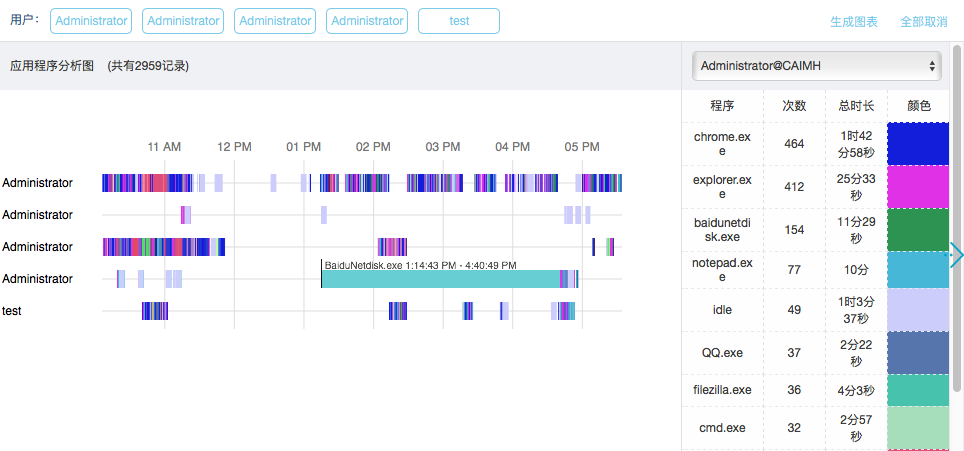 用户： Administrator Administrator Administrator Administrator test 生成图表 全部取消
应用程序分析图 (共有2959记录)
Administrator@CAIMH
11 AM 12 PM 01 PM 02 PM 03 PM 04 PM 05 PM
Administrator
Administrator
Administrator
BaiduNetdisk.exe 1:14:43 PM - 4:40:49 PM
Administrator
test
程序 次数 总时长 颜色
chrome.ex
e
464
1时42
分58秒
explorer.ex
e
412
25分33
秒
baidunetdi
sk.exe
154
11分29
秒
notepad.ex
e
77
10分
idle
49
1时3分
37秒
QQ.exe
37
2分22
秒
filezilla.exe
36
4分3秒
cmd.exe
32
2分57
秒